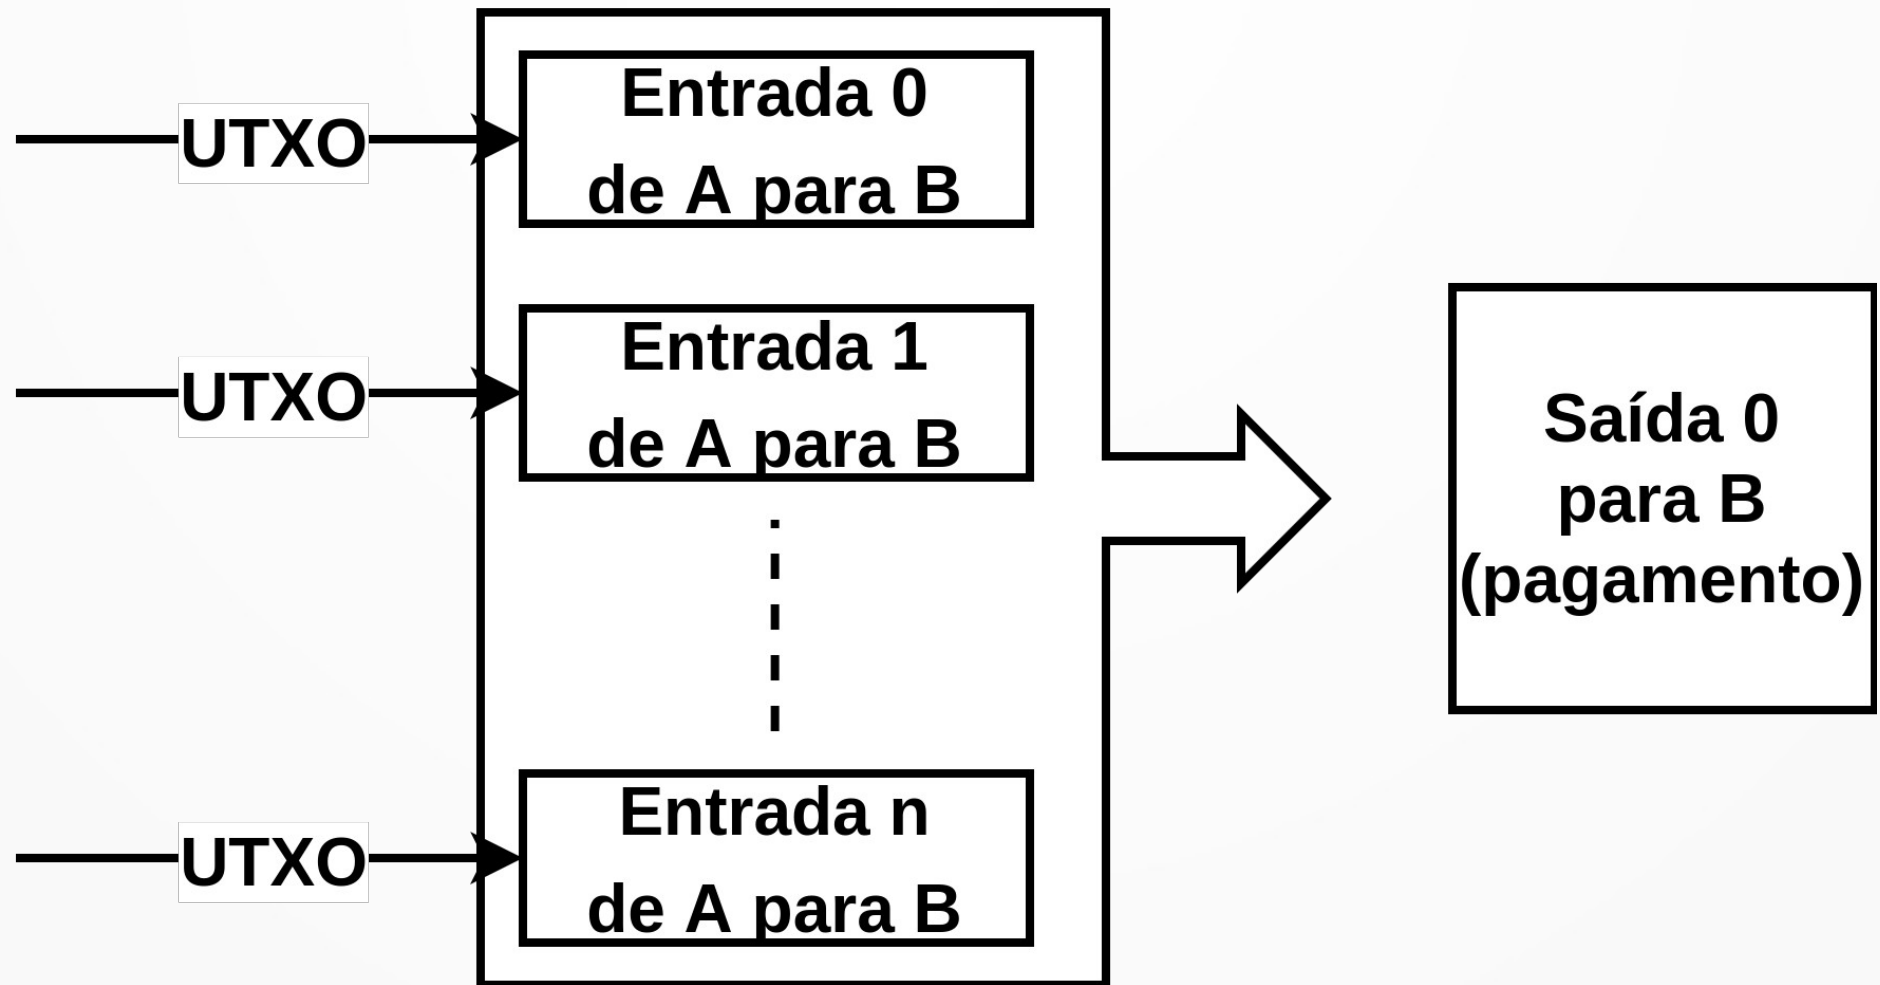 UTXO
Entrada 0
de A para B
UTXO
Entrada 1
de A para B
UTXO
Entrada n
de A para B
Saída 0
para B
(pagamento)